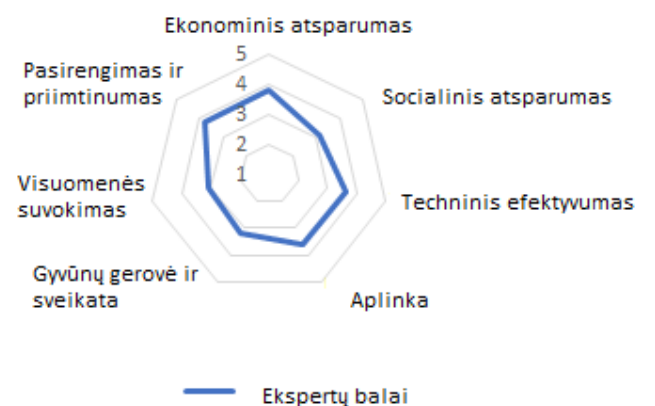 Ekonominis atsparumas
5
4
3
2
1
Socialinis atsparumas
Techninis efektyvumas
Aplinka
Gyvūnų gerovė ir
sveikata
Visuomenės
suvokimas
Pasirengimas ir
priimtinumas
Ekspertų balai